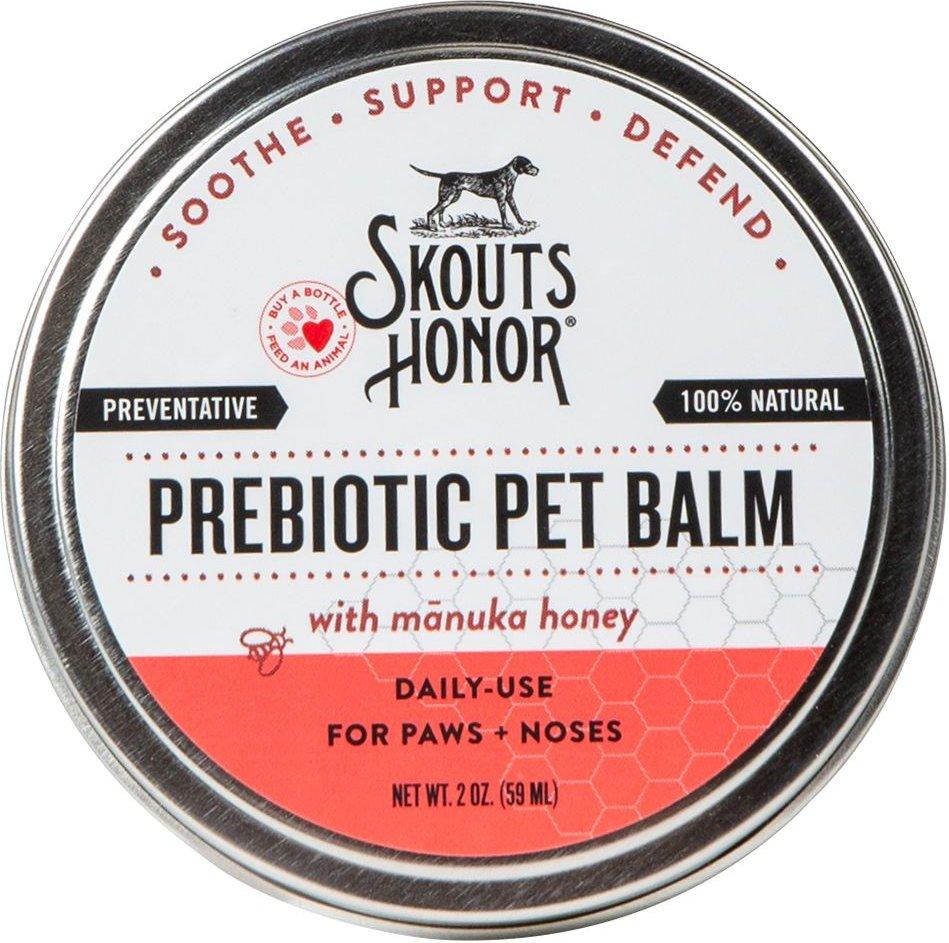 • SOOTHE • SUPPORT • DEFEND •
SKOUTS
HONOR®
• BUY A BOTTLE •
FEED AN ANIMAL
PREVENTATIVE
100% NATURAL
PREBIOTIC PET BALM
with mānuka honey
DAILY-USE
FOR PAWS + NOSES
NET WT. 2 OZ. (59 ML)